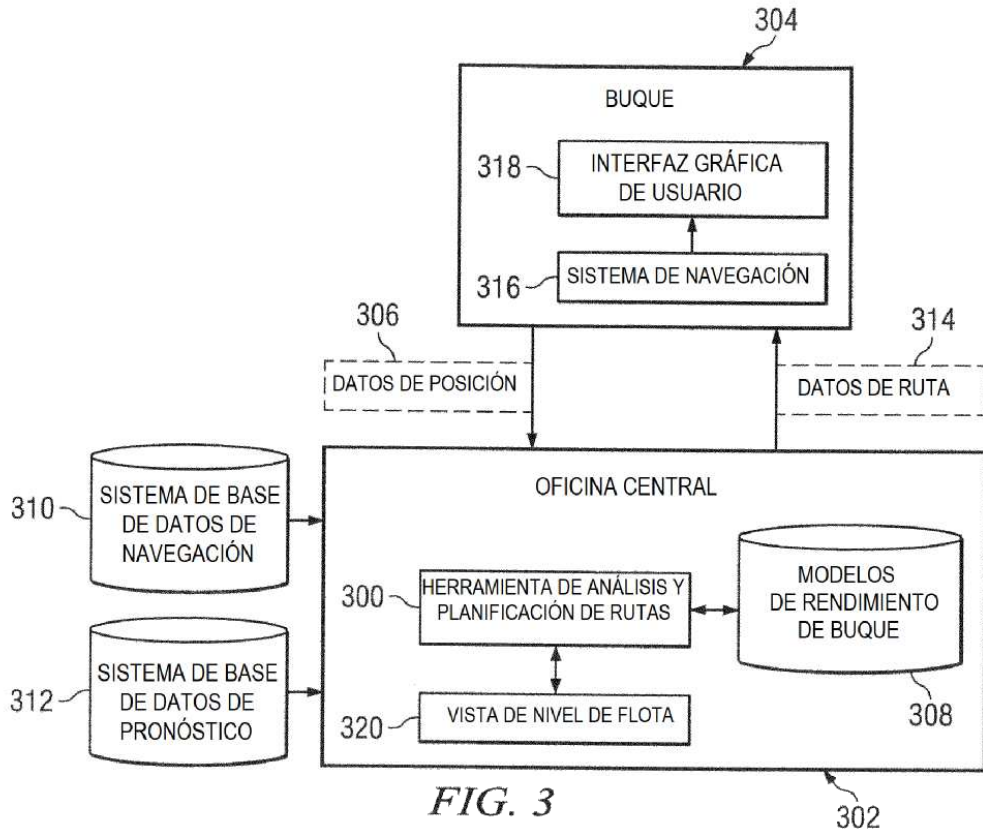 304
BUQUE
318
INTERFAZ GRÁFICA
DE USUARIO
316
SISTEMA DE NAVEGACIÓN
306
DATOS DE POSICIÓN
314
DATOS DE RUTA
310
SISTEMA DE BASE
DE DATOS DE
NAVEGACIÓN
OFICINA CENTRAL
300
HERRAMIENTA DE ANÁLISIS Y
PLANIFICACIÓN DE RUTAS
MODELOS
DE RENDIMIENTO
DE BUQUE
308
312
SISTEMA DE BASE
DE DATOS DE
PRONÓSTICO
320
VISTA DE NIVEL DE FLOTA
302
FIG. 3